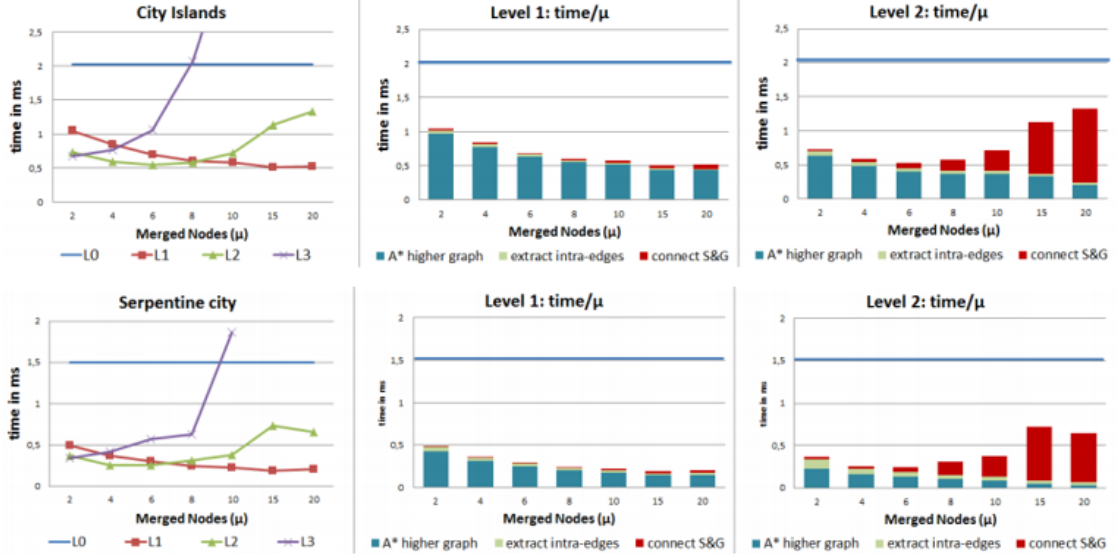 City Islands
2,5
2
1,5
1
0,5
0
time in ms
2 4 6 8 10 15 20
Merged Nodes (μ)
L0 L1 L2 L3
Level 1: time/μ
2,5
2
1,5
1
0,5
0
time in ms
2 4 6 8 10 15 20
Merged Nodes (μ)
A* higher graph extract intra-edges connect S&G
Level 2: time/μ
2,5
2
1,5
1
0,5
0
time in ms
2 4 6 8 10 15 20
Merged Nodes (μ)
A* higher graph extract intra-edges connect S&G
Serpentine city
2
1,5
1
0,5
0
time in ms
2 4 6 8 10 15 20
Merged Nodes (μ)
L0 L1 L2 L3
Level 1: time/μ
2
1,5
1
0,5
0
time in ms
2 4 6 8 10 15 20
Merged Nodes (μ)
A* higher graph extract intra-edges connect S&G
Level 2: time/μ
2
1,5
1
0,5
0
time in ms
2 4 6 8 10 15 20
Merged Nodes (μ)
A* higher graph extract intra-edges connect S&G